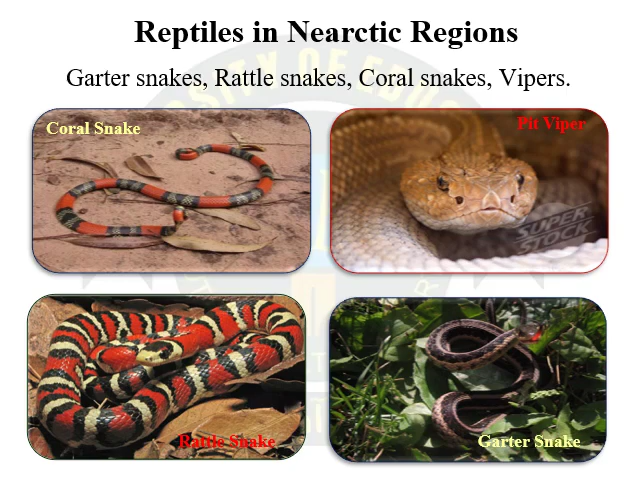 Reptiles in Nearctic Regions
Garter snakes, Rattle snakes, Coral snakes, Vipers.
Coral Snake
Pit Viper
SUPER
STOCK
Rattle Snake
Garter Snake